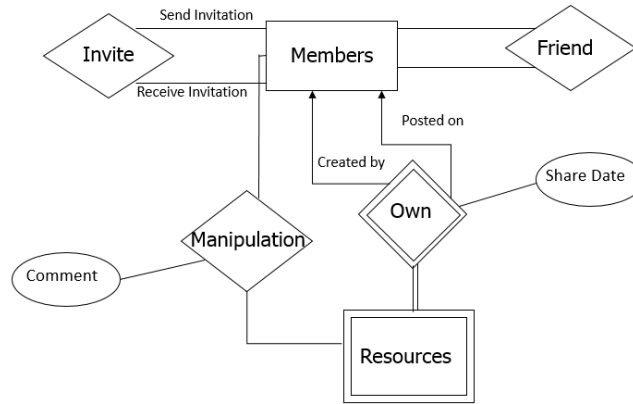 Send Invitation
Invite
Members
Friend
Receive Invitation
Posted on
Created by
Share Date
Own
Manipulation
Comment
Resources